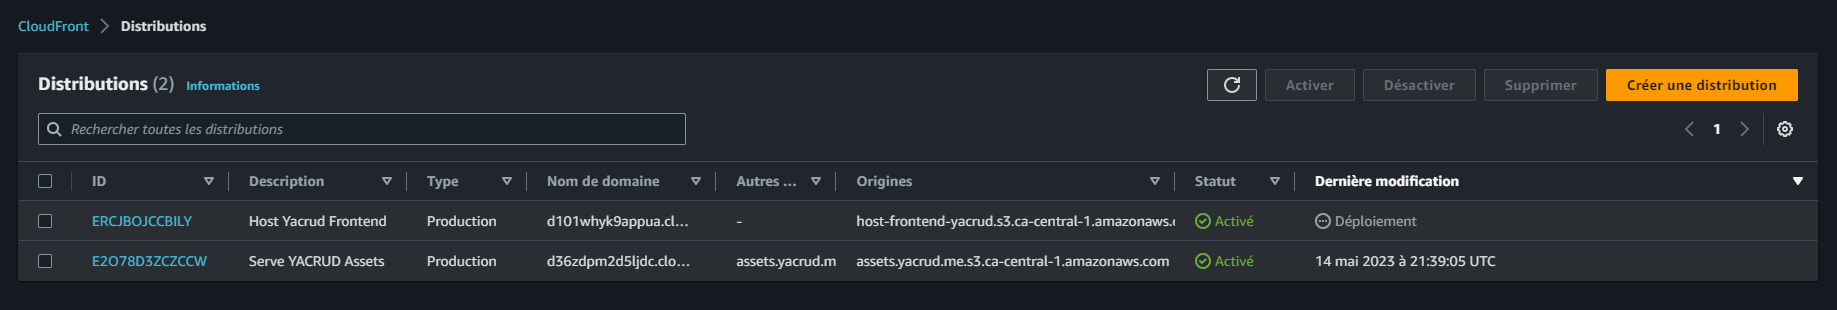 CloudFront > Distributions
Distributions (2) Informations
Activer Désactiver Supprimer Créer une distribution
Rechercher toutes les distributions
1
ID Description Type Nom de domaine Autres ... Origines Statut Dernière modification
ERCJBOJCCBILY Host Yacrud Frontend Production d101whyk9appua.cl... - host-frontend-yacrud.s3.ca-central-1.amazonaws. Activé Déploiement
E2O78D3ZCZCCW Serve YACRUD Assets Production d36zdpm2d5ljdc.clo... assets.yacrud.m assets.yacrud.me.s3.ca-central-1.amazonaws.com Activé 14 mai 2023 à 21:39:05 UTC